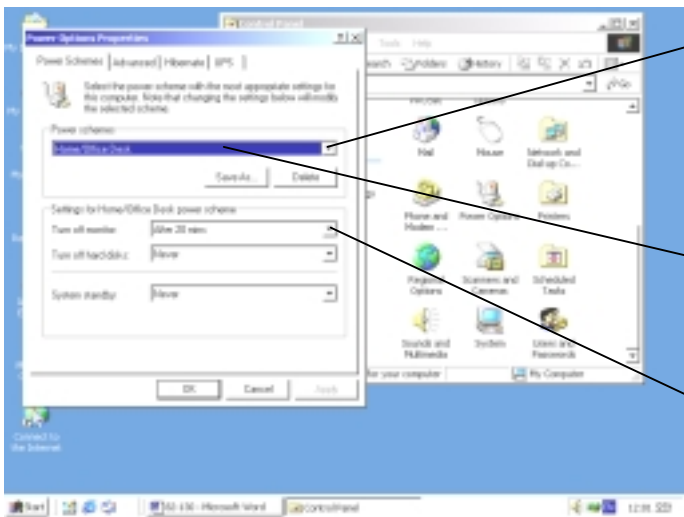 Control Panel
Power Options Properties
Tools Help
Power Schemes Advanced Hibernate UPS
Folders History
Select the power scheme with the most appropriate settings for
this computer. Note that changing the settings below will modify
the selected scheme.
Go
Power schemes
Home/Office Desk
Save As... Delete
Mail Mouse Network and
Dial-up Co...
Settings for Home/Office Desk power scheme
Turn off monitor: After 20 mins
Turn off hard disks: Never
System standby: Never
Phone and
Modem ...
Power Options
Printers
Regional
Options
Scanners and
Cameras
Scheduled
Tasks
Sounds and
Multimedia
System
Users and
Passwords
OK Cancel Apply
for your computer My Computer
Connect to
the Internet
Start Microsoft Word Control Panel